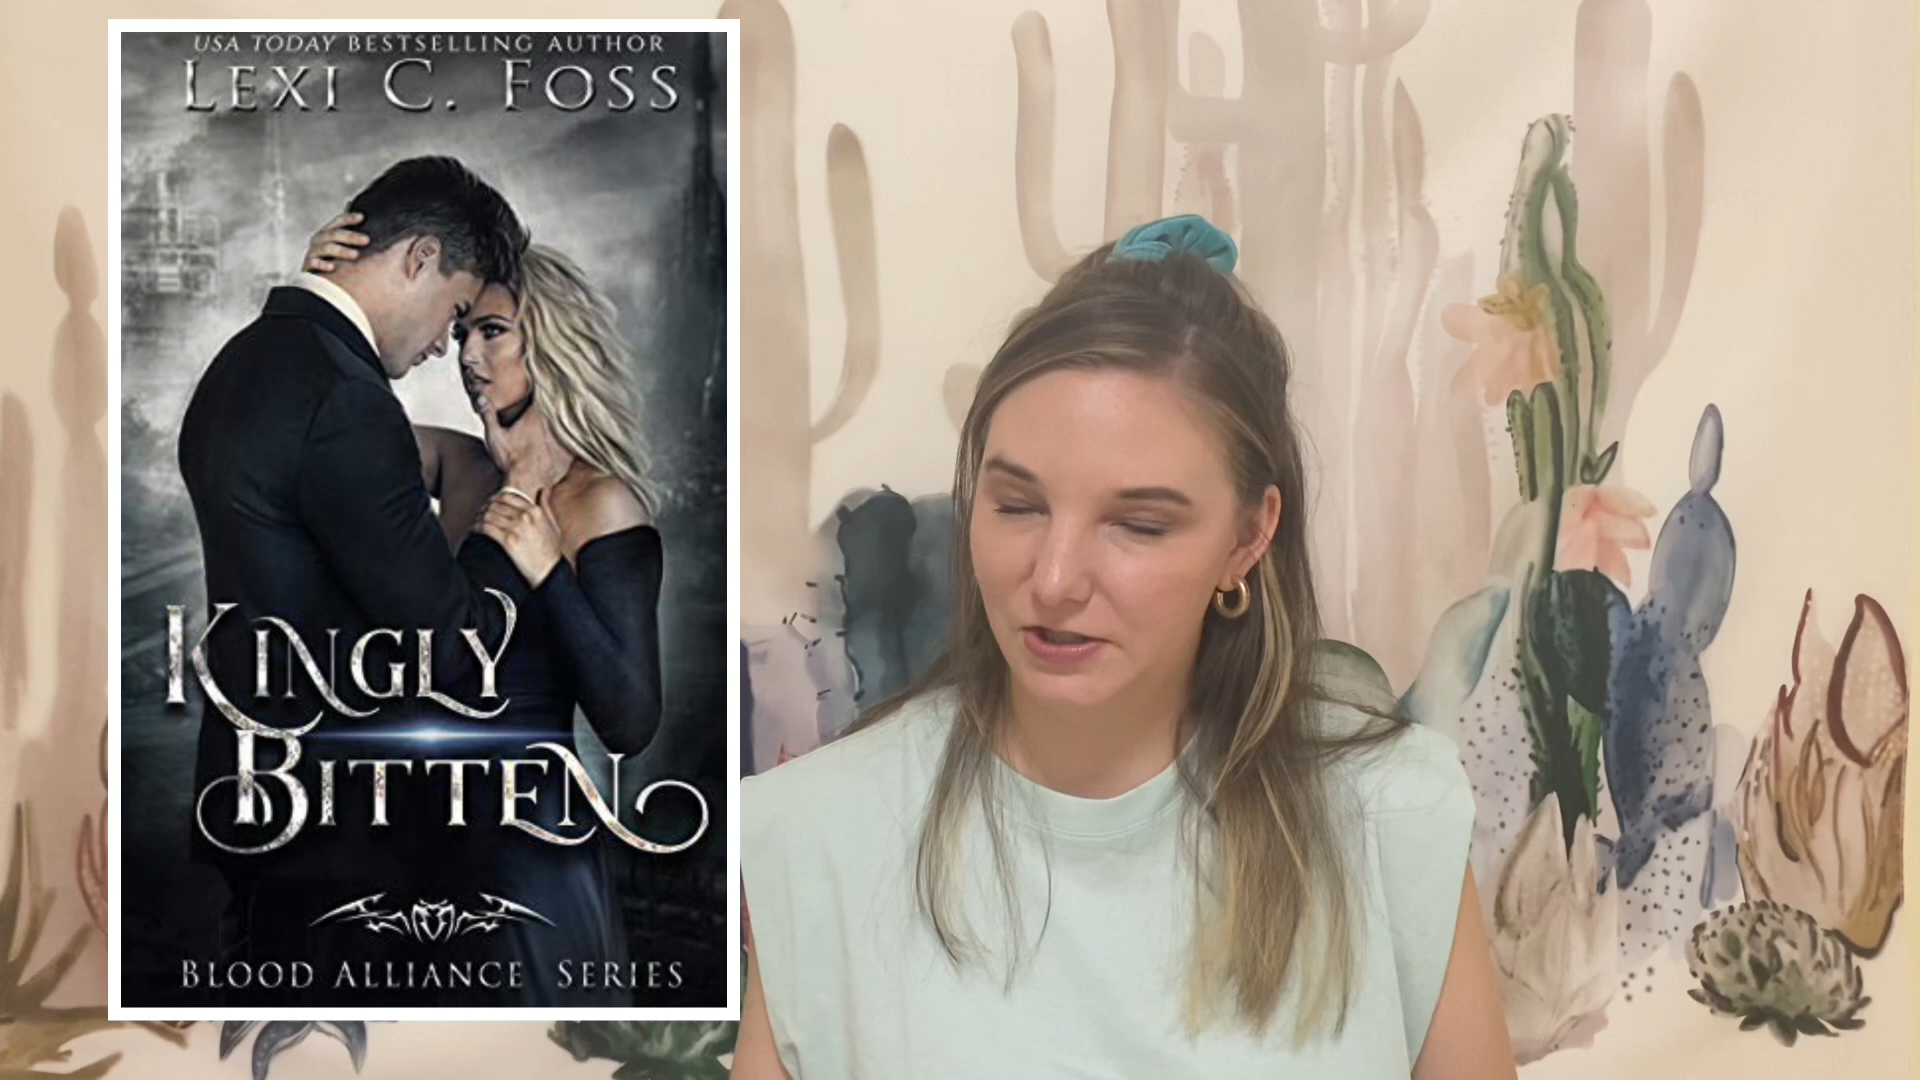 USA TODAY BESTSELLING AUTHOR
LEXI C. FOSS
KINGLY
BITTEN
BLOOD ALLIANCE SERIES